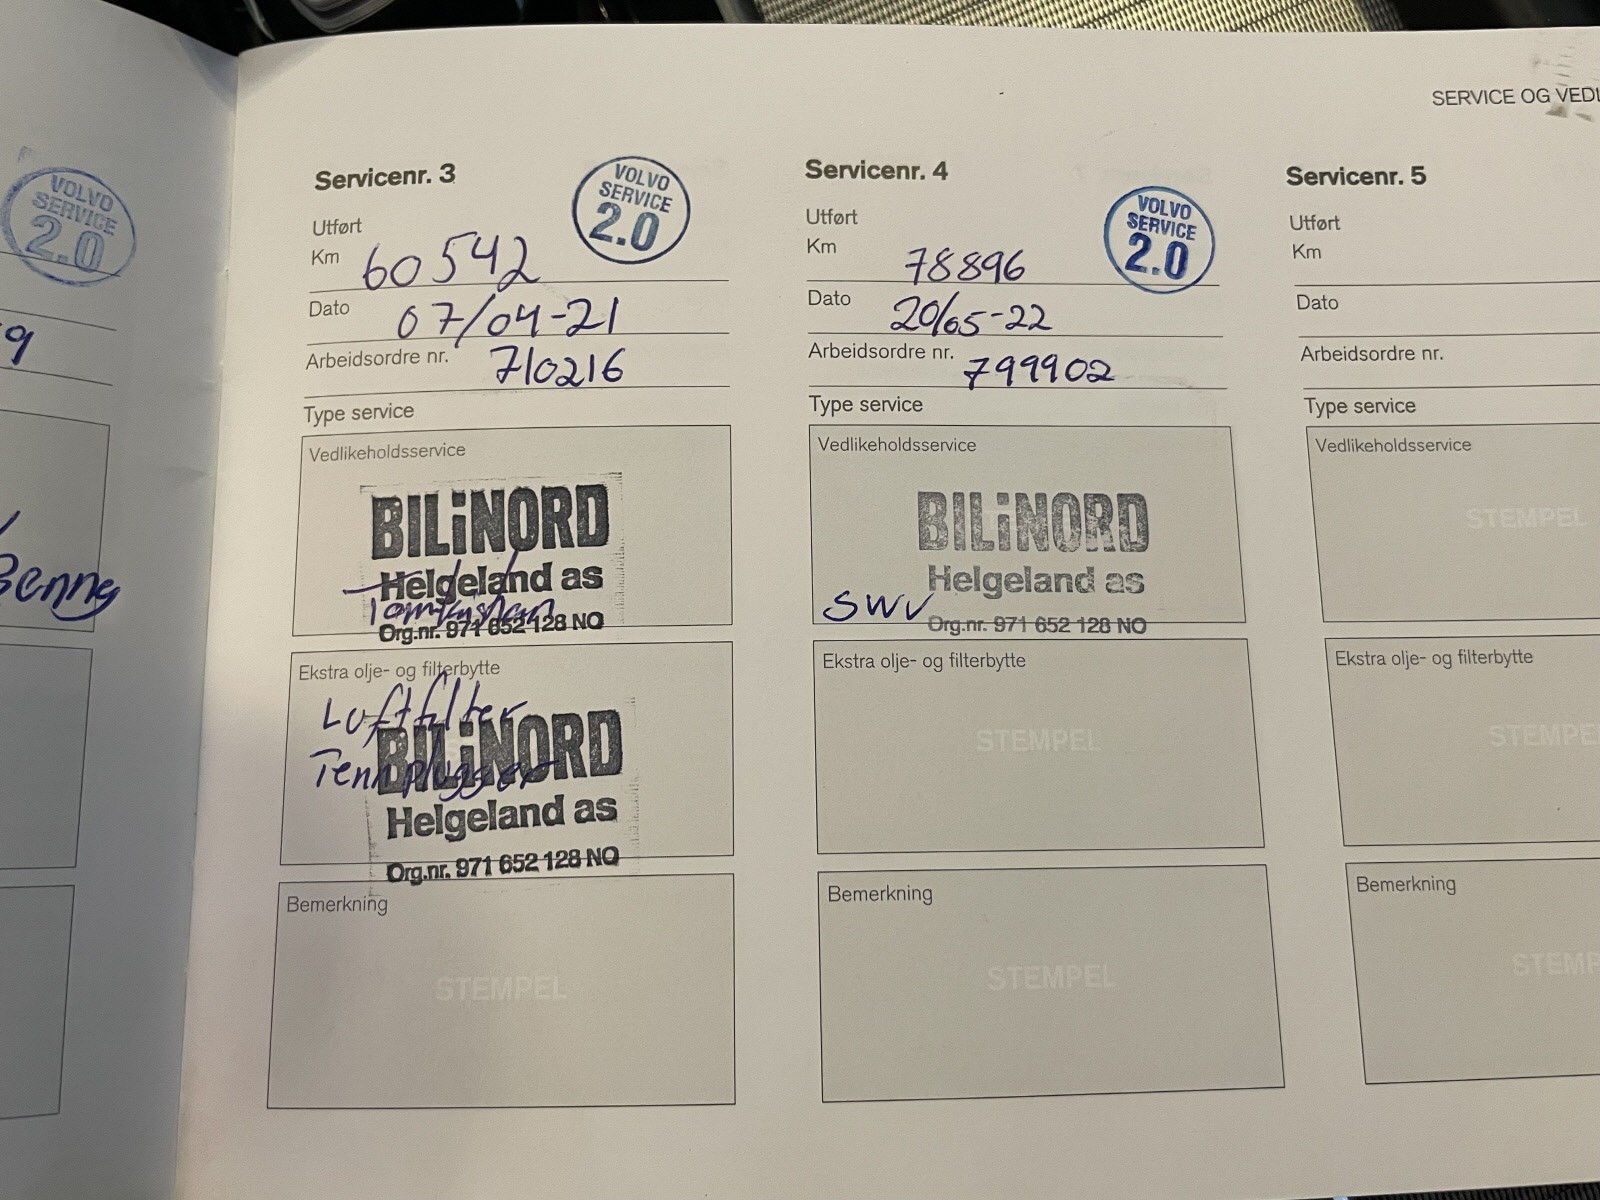 SERVICE OG VEDL
VOLVO
SERVICE
2.0
9
Benny
Servicenr. 3
VOLVO
SERVICE
2.0
Utført
Km 60542
Dato 07/04-21
Arbeidsordre nr. 710216
Type service
Vedlikeholdsservice
BILiNORD
Helgeland as
Org.nr. 971 652 128 NO
Ekstra olje- og filterbytte
Luftfilter
Tennplugger
BILiNORD
Helgeland as
Org.nr. 971 652 128 NO
Bemerkning
STEMPEL
Servicenr. 4
VOLVO
SERVICE
2.0
Utført
Km 78896
Dato 20/05-22
Arbeidsordre nr. 799902
Type service
Vedlikeholdsservice
BILiNORD
Helgeland as
SWV
Org.nr. 971 652 128 NO
Ekstra olje- og filterbytte
STEMPEL
Bemerkning
STEMPEL
Servicenr. 5
Utført
Km
Dato
Arbeidsordre nr.
Type service
Vedlikeholdsservice
STEMPEL
Ekstra olje- og filterbytte
STEMPE
Bemerkning
STEMP